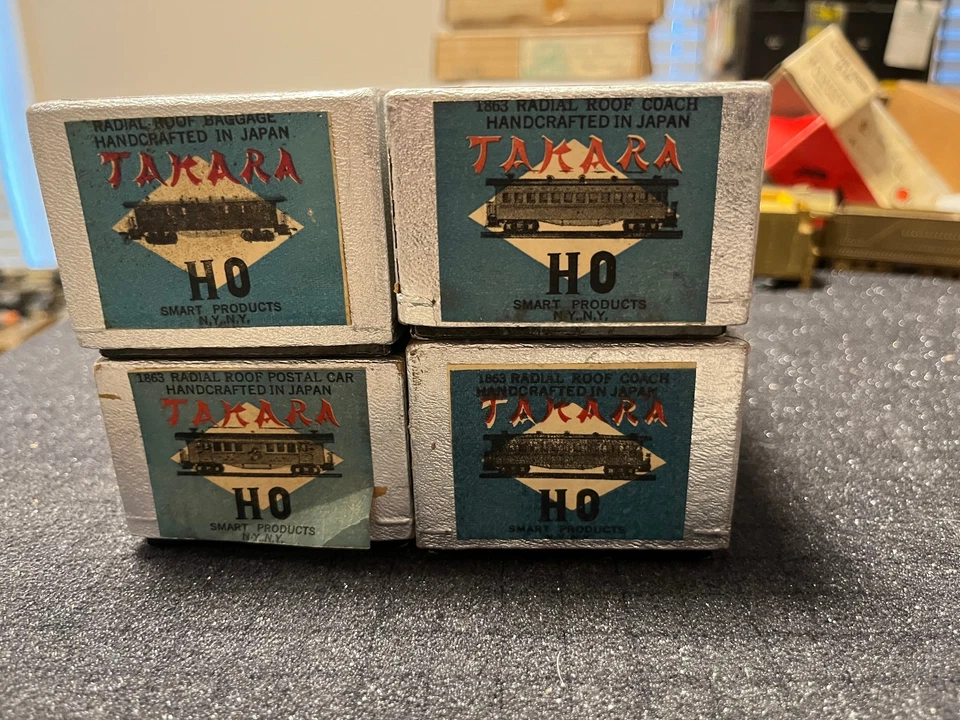 RADIAL ROOF BAGGAGE
HANDCRAFTED IN JAPAN
TAKARA
HO
SMART PRODUCTS
N.Y. N.Y.
1863 RADIAL ROOF COACH
HANDCRAFTED IN JAPAN
TAKARA
HO
SMART PRODUCTS
N.Y. N.Y.
1863 RADIAL ROOF POSTAL CAR
HANDCRAFTED IN JAPAN
TAKARA
HO
SMART PRODUCTS
N.Y. N.Y.
1863 RADIAL ROOF COACH
HANDCRAFTED IN JAPAN
TAKARA
HO
SMART PRODUCTS
N.Y. N.Y.